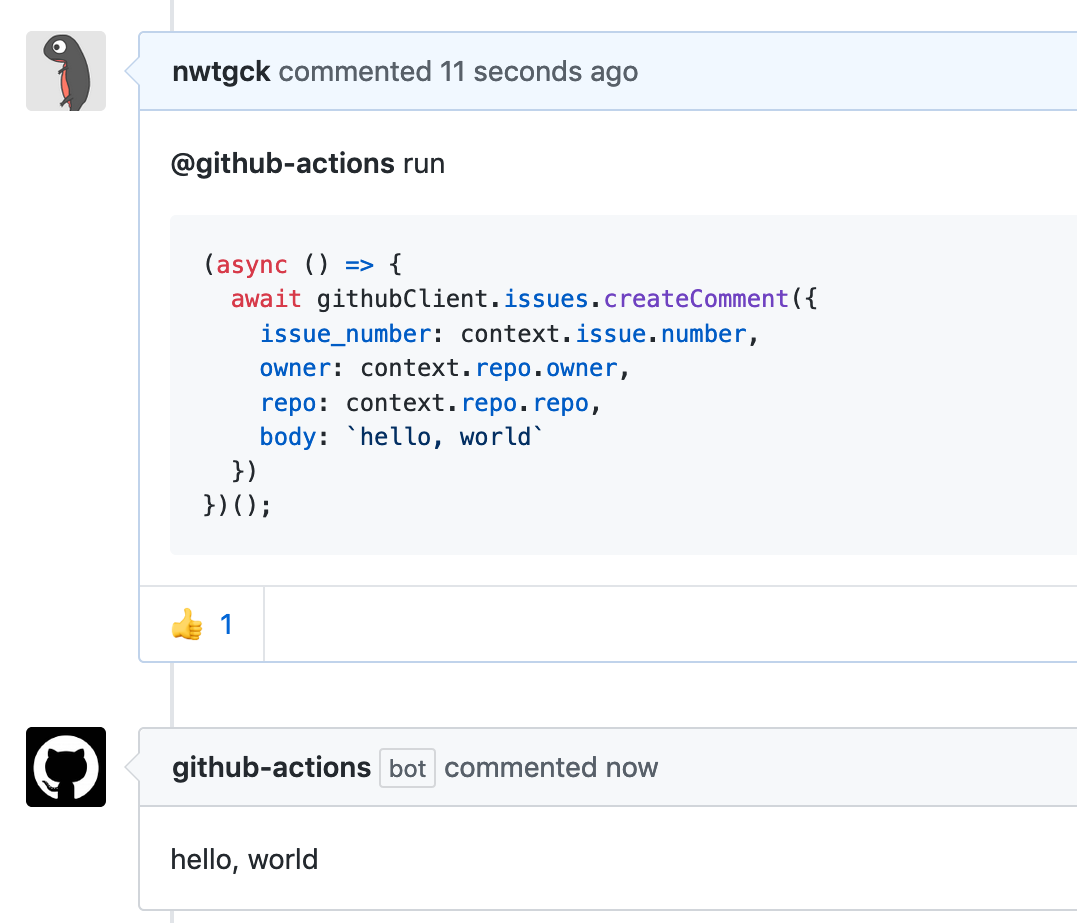 nwtgck commented 11 seconds ago
@github-actions run
(async () => {
  await githubClient.issues.createComment({
    issue_number: context.issue.number,
    owner: context.repo.owner,
    repo: context.repo.repo,
    body: `hello, world`
  })
})();
👍 1
github-actions bot commented now
hello, world